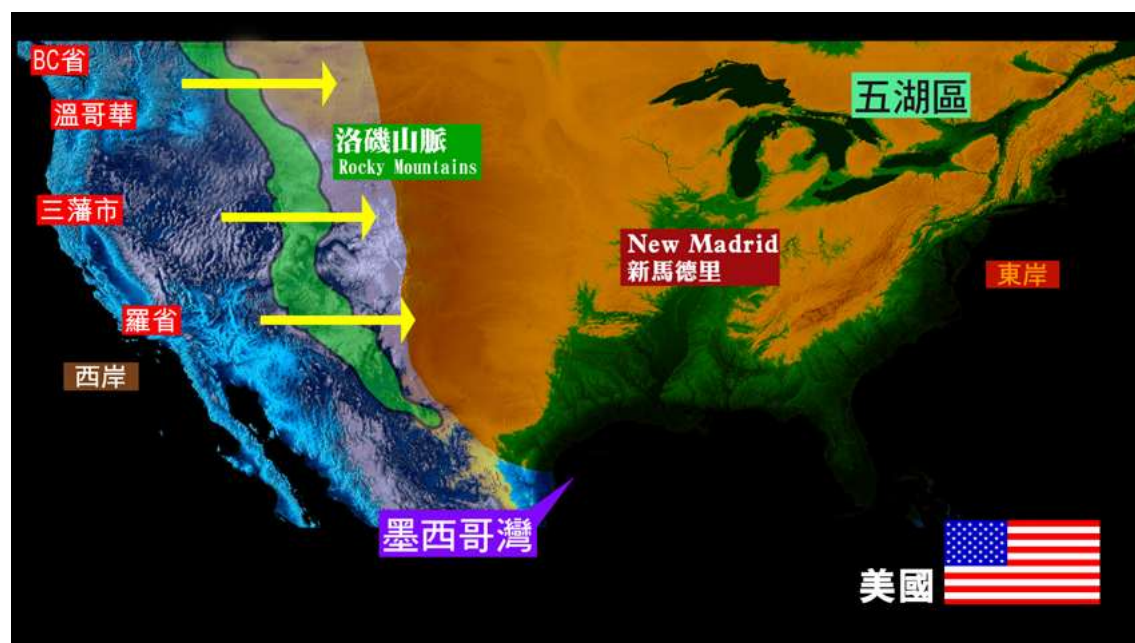 BC省
溫哥華
五湖區
洛磯山脈
Rocky Mountains
三藩市
New Madrid
新馬德里
東岸
羅省
西岸
墨西哥灣
美國